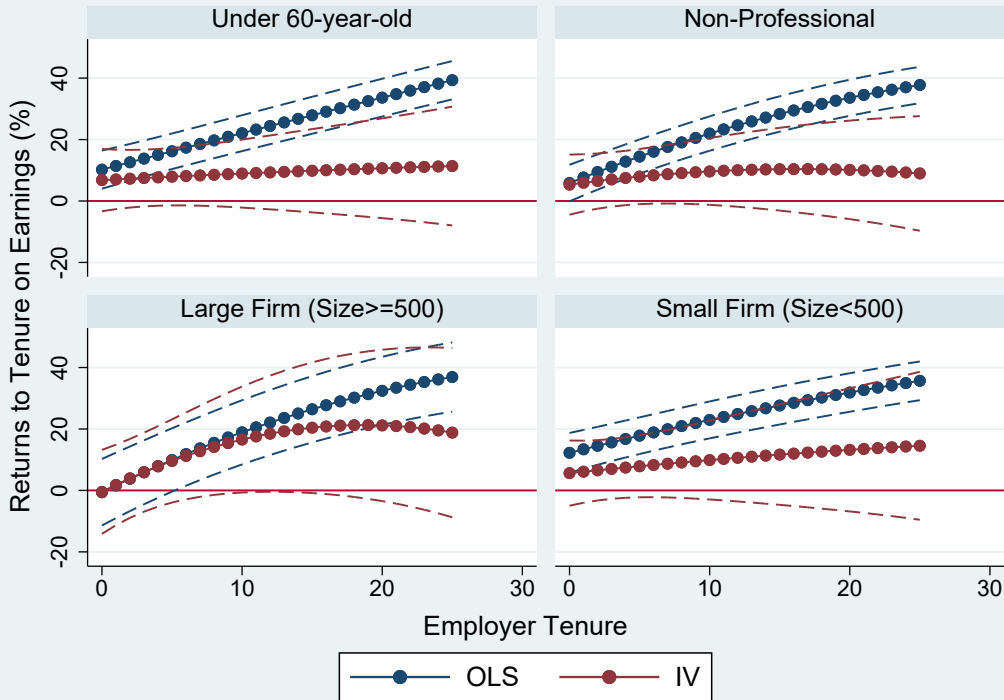 Under 60-year-old
Non-Professional
40
20
0
-20
Large Firm (Size>=500)
Small Firm (Size<500)
40
20
0
-20
0
10
20
30
0
10
20
30
Returns to Tenure on Earnings (%)
Employer Tenure
OLS
IV